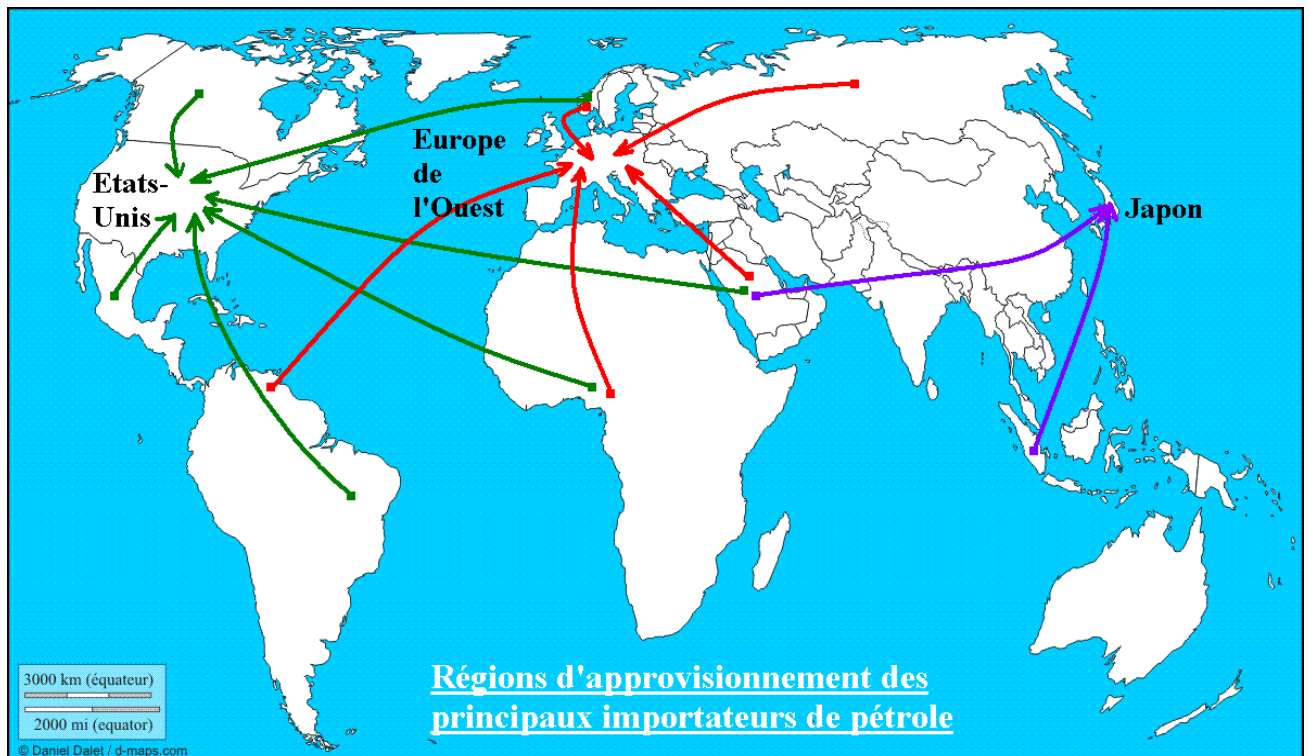 Europe
de
l'Ouest
Etats-
Unis
Japon
Régions d'approvisionnement des
principaux importateurs de pétrole
3000 km (équateur)
2000 mi (equator)
© Daniel Dalet / d-maps.com